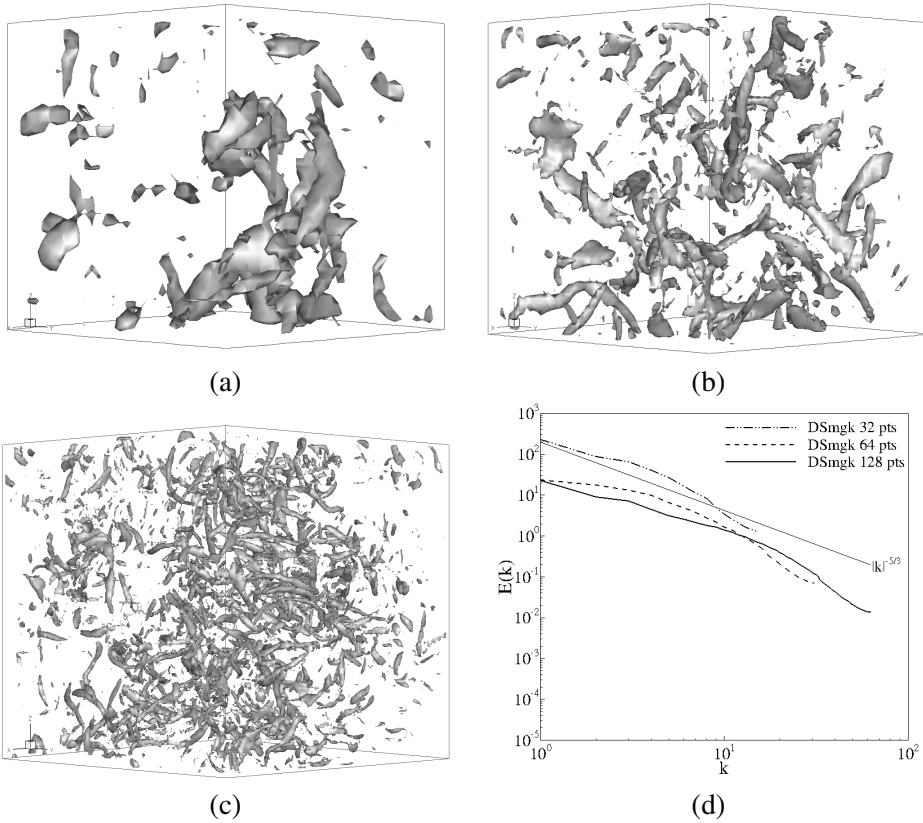 (a)
(b)
(c)
DSmgk 32 pts
DSmgk 64 pts
DSmgk 128 pts
|k|^-5/3
E(k)
10^3
10^2
10^1
10^0
10^-1
10^-2
10^-3
10^-4
10^-5
10^0
10^1
10^2
k
(d)